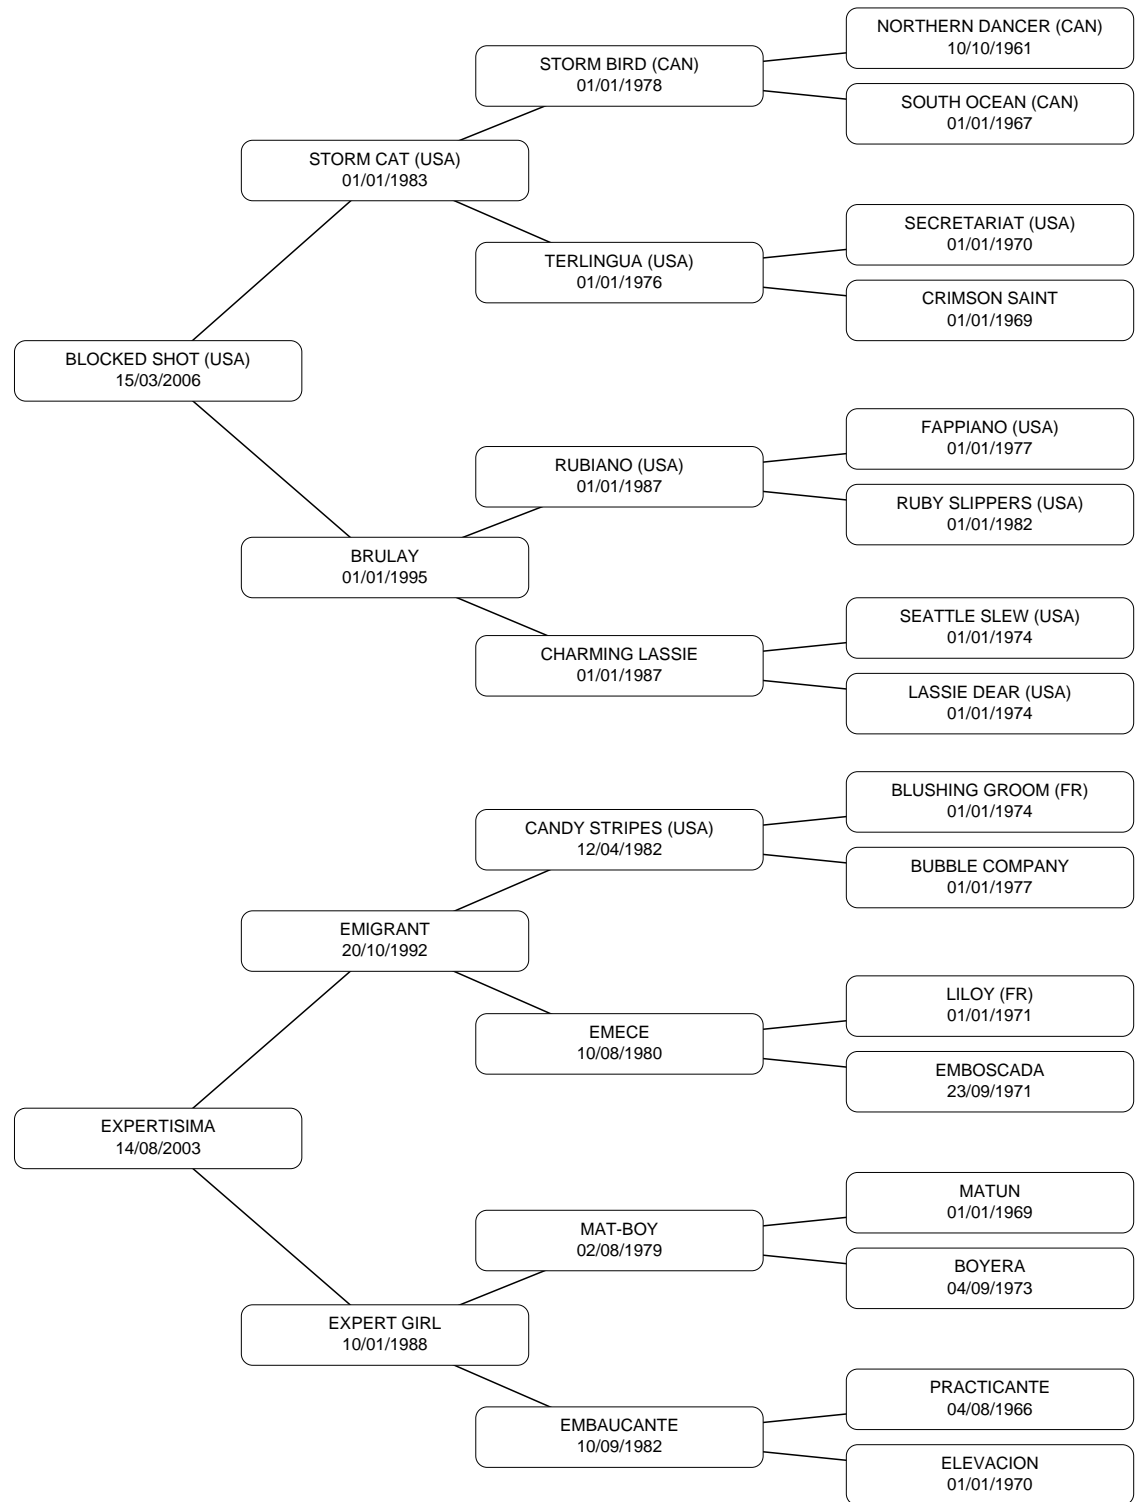 NORTHERN DANCER (CAN)
10/10/1961
STORM BIRD (CAN)
01/01/1978
SOUTH OCEAN (CAN)
01/01/1967
STORM CAT (USA)
01/01/1983
SECRETARIAT (USA)
01/01/1970
TERLINGUA (USA)
01/01/1976
CRIMSON SAINT
01/01/1969
BLOCKED SHOT (USA)
15/03/2006
FAPPIANO (USA)
01/01/1977
RUBIANO (USA)
01/01/1987
RUBY SLIPPERS (USA)
01/01/1982
BRULAY
01/01/1995
SEATTLE SLEW (USA)
01/01/1974
CHARMING LASSIE
01/01/1987
LASSIE DEAR (USA)
01/01/1974
BLUSHING GROOM (FR)
01/01/1974
CANDY STRIPES (USA)
12/04/1982
BUBBLE COMPANY
01/01/1977
EMIGRANT
20/10/1992
LILOY (FR)
01/01/1971
EMECE
10/08/1980
EMBOSCADA
23/09/1971
EXPERTISIMA
14/08/2003
MATUN
01/01/1969
MAT-BOY
02/08/1979
BOYERA
04/09/1973
EXPERT GIRL
10/01/1988
PRACTICANTE
04/08/1966
EMBAUCANTE
10/09/1982
ELEVACION
01/01/1970